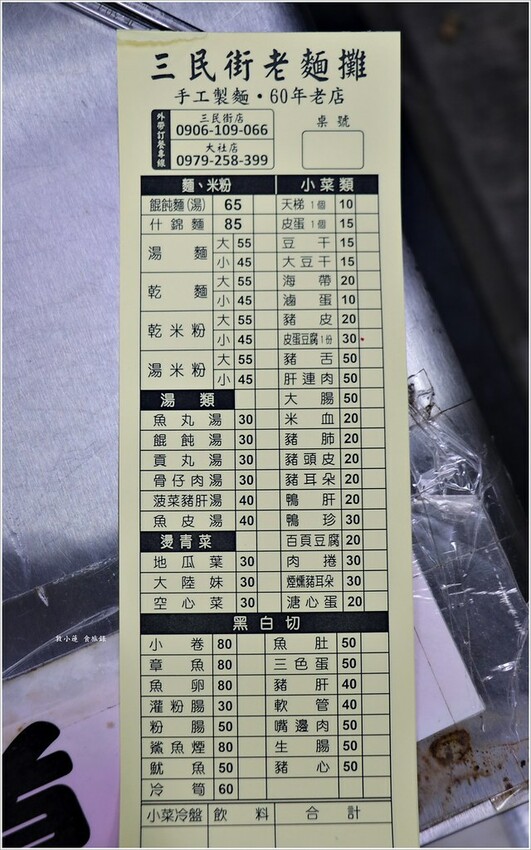 三民街老麵攤
手工製麵・60年老店
外帶訂餐專線
三民街店
0906-109-066
大社店
0979-258-399
桌號
麵、米粉
餛飩麵(湯) 65
什錦麵 85
湯麵 大 55
小 45
乾麵 大 55
小 45
乾米粉 大 55
小 45
湯米粉 大 55
小 45
湯類
魚丸湯 30
餛飩湯 30
貢丸湯 30
骨仔肉湯 30
菠菜豬肝湯 40
魚皮湯 40
燙青菜
地瓜葉 30
大陸妹 30
空心菜 30
小菜類
天梯 1個 10
皮蛋 1個 15
豆干 15
大豆干 15
海帶 20
滷蛋 10
豬皮 20
皮蛋豆腐 1份 30
豬舌 50
肝連肉 50
大腸 50
米血 20
豬肺 20
豬頭皮 20
豬耳朵 20
鴨肝 20
鴨珍 30
百頁豆腐 20
肉捲 30
煙燻豬耳朵 30
溏心蛋 20
黑白切
小卷 80
章魚 80
魚卵 80
灌粉腸 30
粉腸 50
鯊魚煙 80
魷魚 50
冷筍 60
魚肚 50
三色蛋 50
豬肝 40
軟管 40
嘴邊肉 50
生腸 50
豬心 50
小菜冷盤 飲料 合計